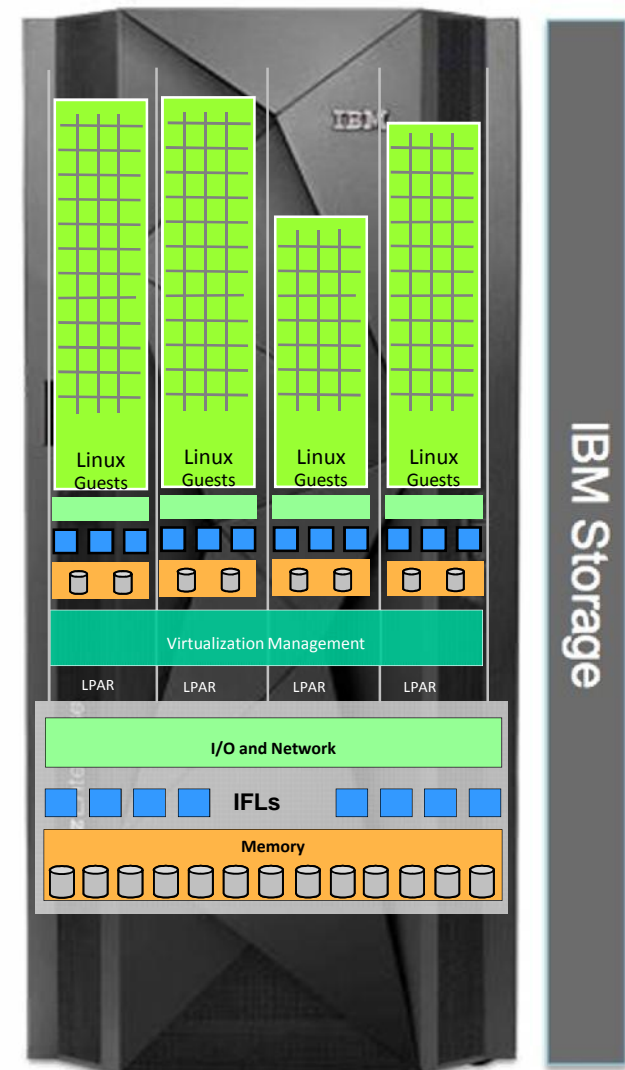 IBM
Linux
Guests
Linux
Guests
Linux
Guests
Linux
Guests
Virtualization Management
LPAR
LPAR
LPAR
LPAR
I/O and Network
IFLs
Memory
IBM Storage